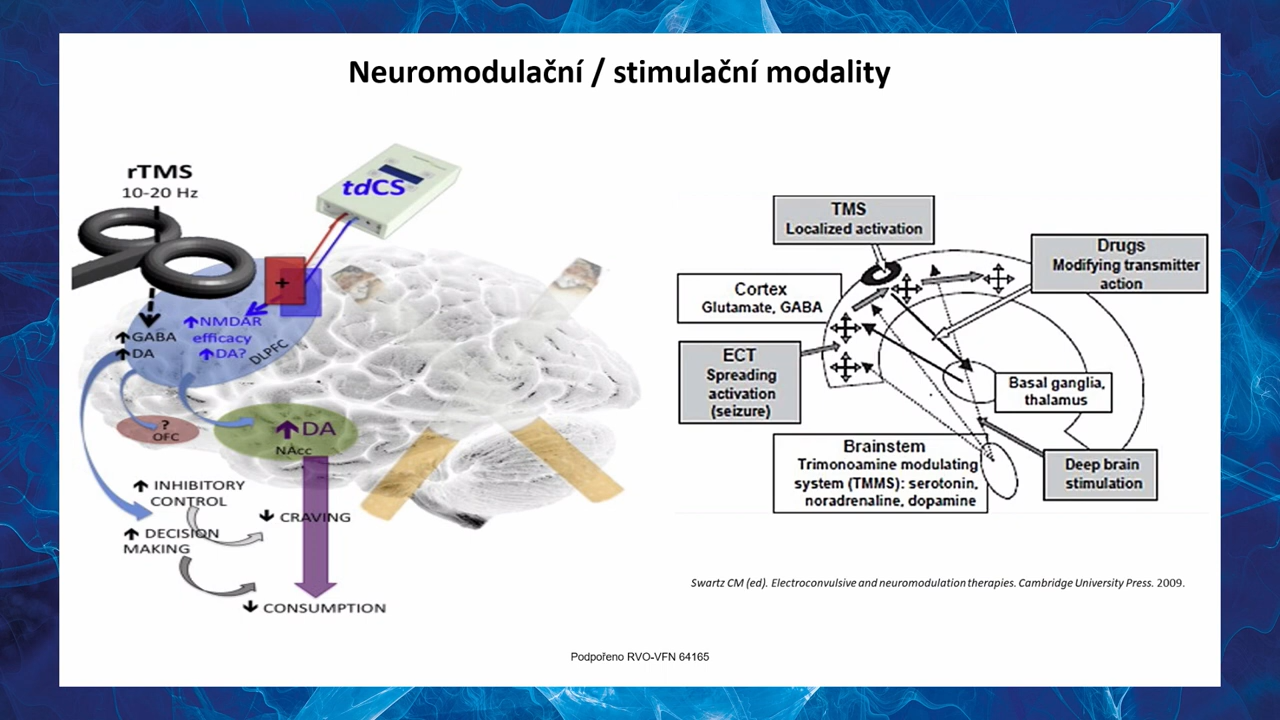 Neuromodulační / stimulační modality
rTMS
10-20 Hz
tdCS
+
↑GABA
↑DA
↑NMDAR
efficacy
↑DA?
DLPFC
?
OFC
↑DA
NAcc
↑ INHIBITORY
CONTROL
↑ DECISION
MAKING
↓ CRAVING
↓ CONSUMPTION
TMS
Localized activation
Drugs
Modifying transmitter
action
Cortex
Glutamate, GABA
ECT
Spreading
activation
(seizure)
Basal ganglia,
thalamus
Brainstem
Trimonoamine modulating
system (TMMS): serotonin,
noradrenaline, dopamine
Deep brain
stimulation
Swartz CM (ed). Electroconvulsive and neuromodulation therapies. Cambridge University Press. 2009.
Podpořeno RVO-VFN 64165